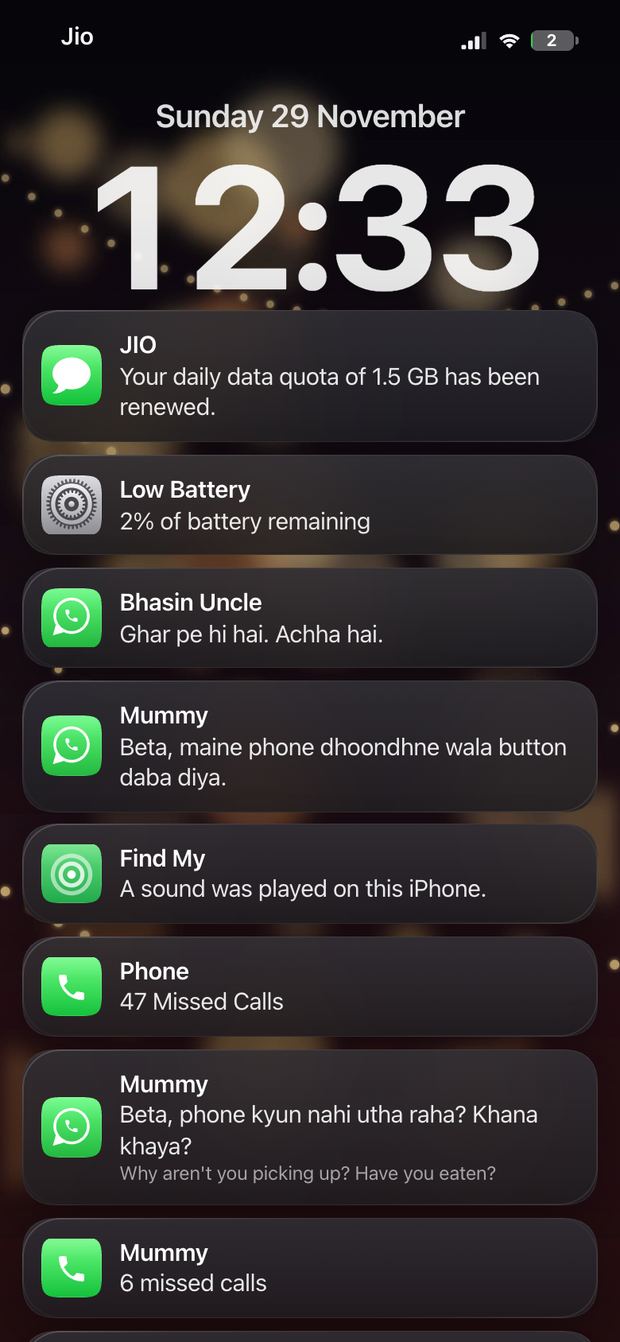 Jio
2
Sunday 29 November
12:33
JIO
Your daily data quota of 1.5 GB has been
renewed.
Low Battery
2% of battery remaining
Bhasin Uncle
Ghar pe hi hai. Achha hai.
Mummy
Beta, maine phone dhoondhne wala button
daba diya.
Find My
A sound was played on this iPhone.
Phone
47 Missed Calls
Mummy
Beta, phone kyun nahi utha raha? Khana
khaya?
Why aren't you picking up? Have you eaten?
Mummy
6 missed calls